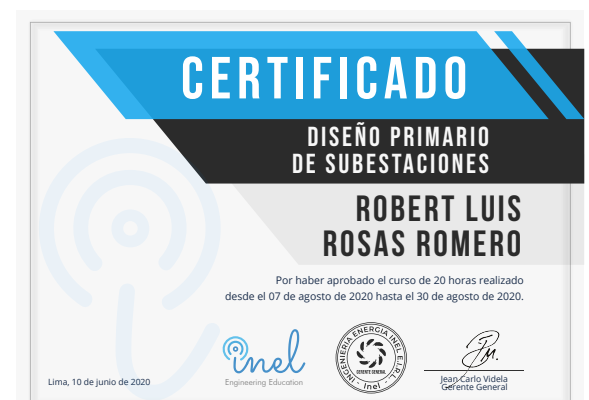 CERTIFICADO
DISEÑO PRIMARIO
DE SUBESTACIONES
ROBERT LUIS
ROSAS ROMERO
Por haber aprobado el curso de 20 horas realizado
desde el 07 de agosto de 2020 hasta el 30 de agosto de 2020.
inel
Engineering Education
INGENIERIA ENERGIA INEL E.I.R.L.
GERENTE GENERAL
Inel
Lima, 10 de junio de 2020
Jean Carlo Videla
Gerente General